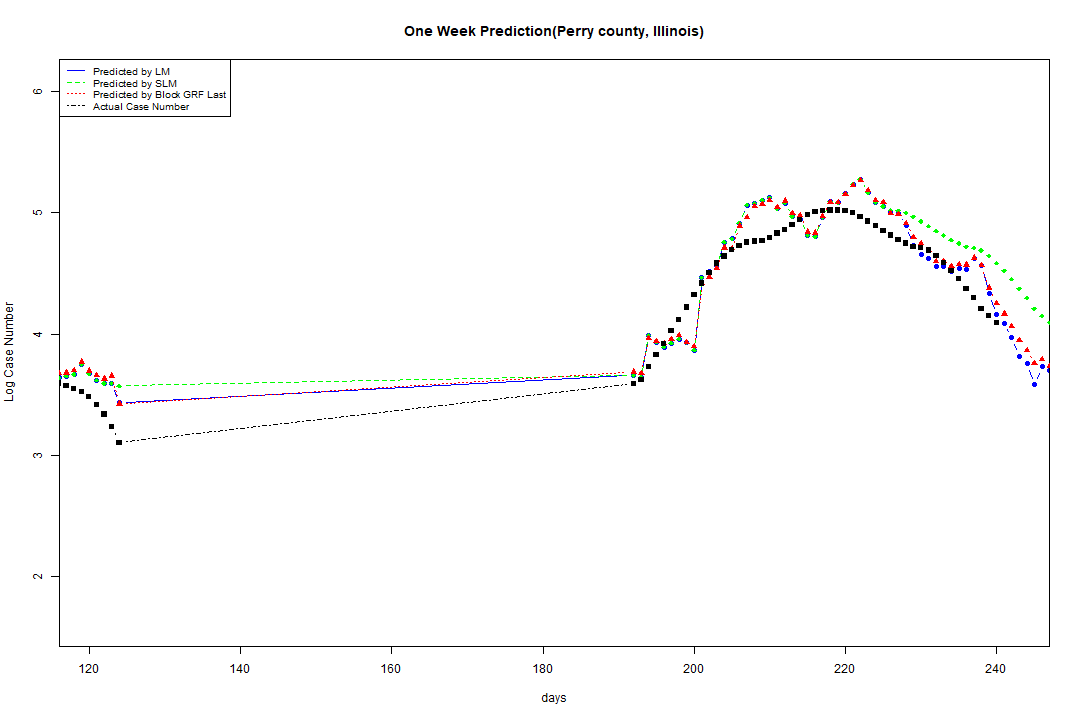 One Week Prediction(Perry county, Illinois)
Predicted by LM
Predicted by SLM
Predicted by Block GRF Last
Actual Case Number
6
5
4
3
2
Log Case Number
120 140 160 180 200 220 240
days